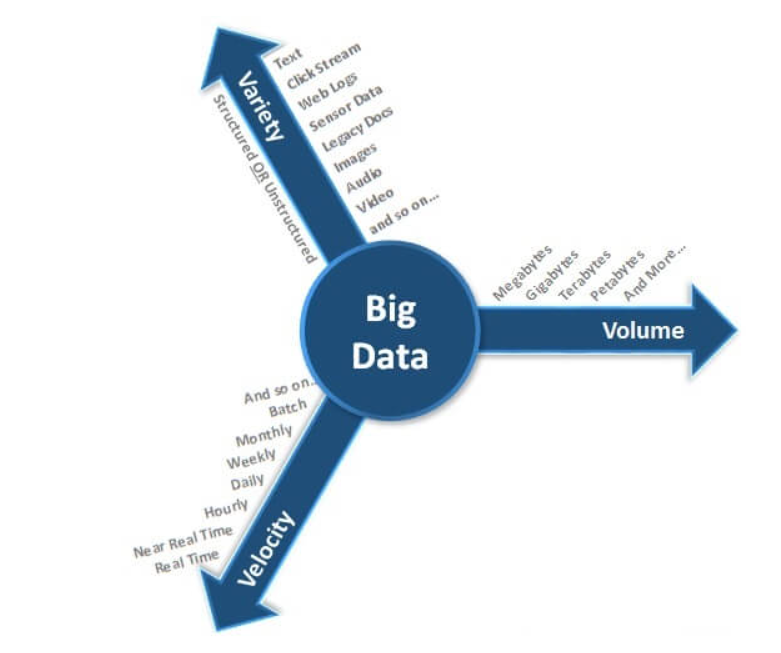 Variety
Text
Click Stream
Web Logs
Sensor Data
Legacy Docs
Images
Audio
Video
and so on...
Structured OR Unstructured
Big
Data
Megabytes
Gigabytes
Terabytes
Petabytes
And More...
Volume
And so on...
Batch
Monthly
Weekly
Daily
Hourly
Near Real Time
Real Time
Velocity